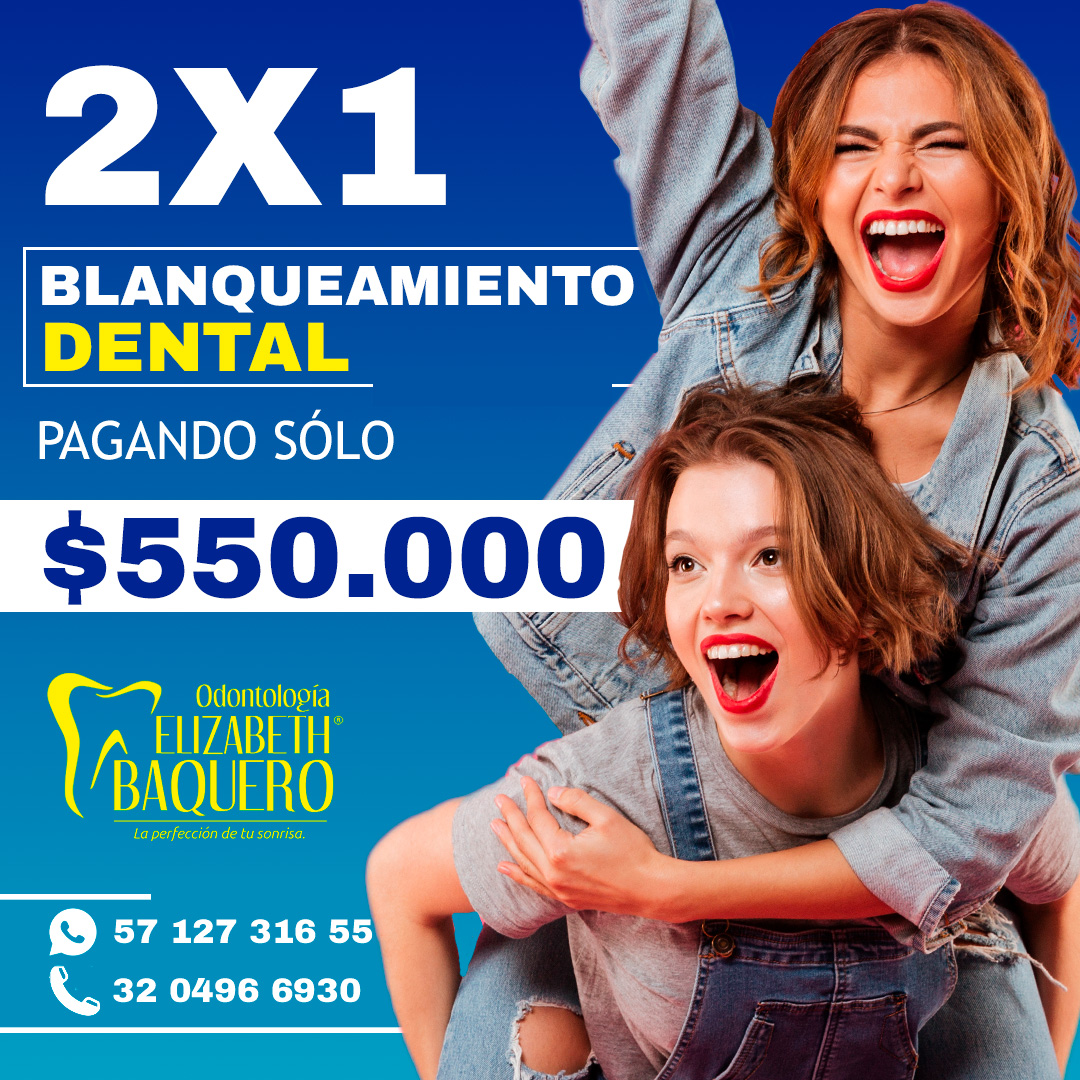 2X1
BLANQUEAMIENTO
DENTAL
PAGANDO SÓLO
$550.000
Odontología
ELIZABETH®
BAQUERO
La perfección de tu sonrisa.
57 127 316 55
32 0496 6930